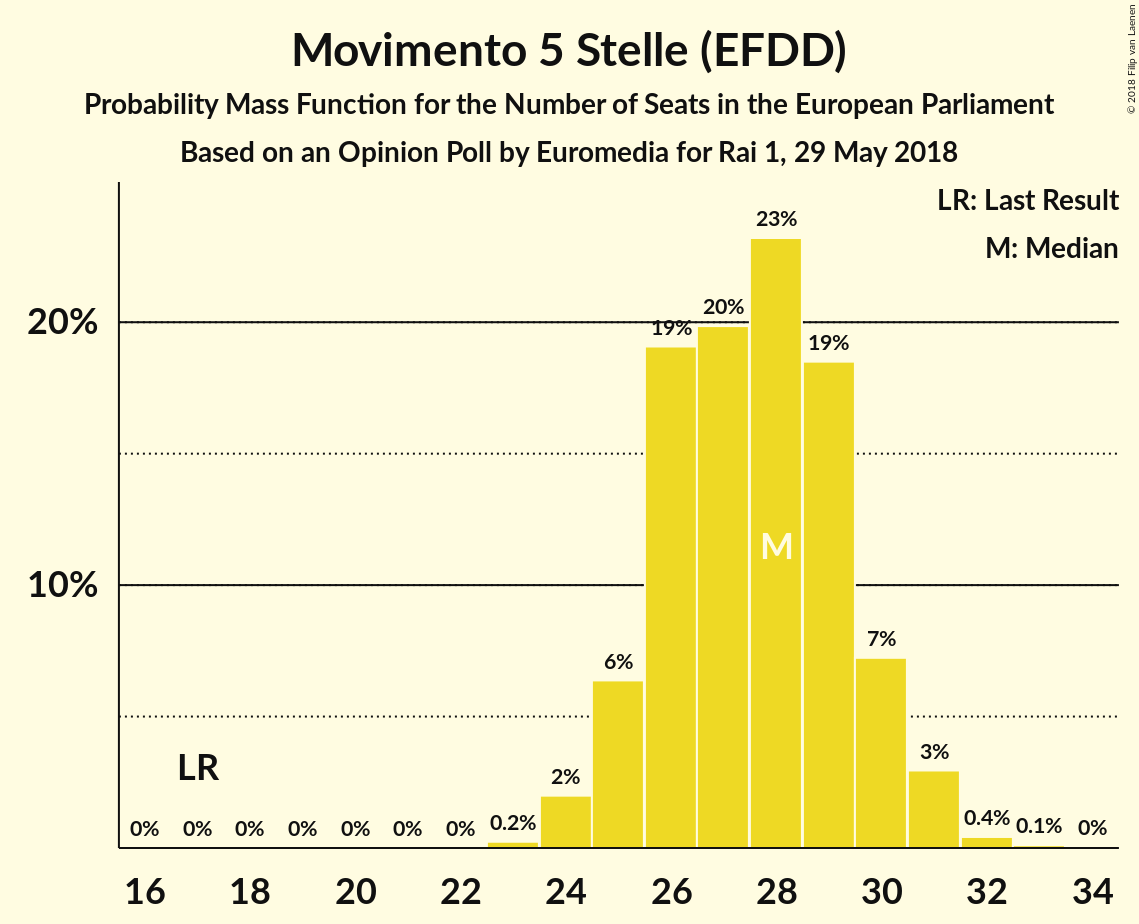 Movimento 5 Stelle (EFDD)
Probability Mass Function for the Number of Seats in the European Parliament
Based on an Opinion Poll by Euromedia for Rai 1, 29 May 2018
© 2018 Filip van Laenen
LR: Last Result
M: Median
23%
20%
20%
19%
19%
M
10%
7%
6%
3%
LR
2%
0% 0% 0% 0% 0% 0% 0% 0.2% 0.4% 0.1% 0%
16 18 20 22 24 26 28 30 32 34